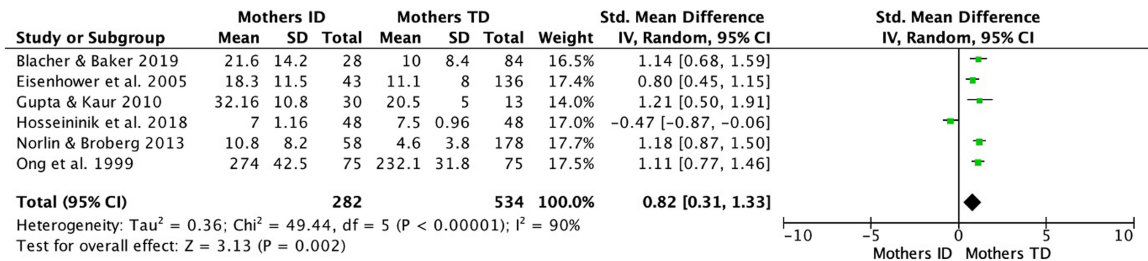 Mothers ID Mothers TD Std. Mean Difference Std. Mean Difference
Study or Subgroup Mean SD Total Mean SD Total Weight IV, Random, 95% CI IV, Random, 95% CI
Blacher & Baker 2019 21.6 14.2 28 10 8.4 84 16.5% 1.14 [0.68, 1.59]
Eisenhower et al. 2005 18.3 11.5 43 11.1 8 136 17.4% 0.80 [0.45, 1.15]
Gupta & Kaur 2010 32.16 10.8 30 20.5 5 13 14.0% 1.21 [0.50, 1.91]
Hosseininik et al. 2018 7 1.16 48 7.5 0.96 48 17.0% -0.47 [-0.87, -0.06]
Norlin & Broberg 2013 10.8 8.2 58 4.6 3.8 178 17.7% 1.18 [0.87, 1.50]
Ong et al. 1999 274 42.5 75 232.1 31.8 75 17.5% 1.11 [0.77, 1.46]
Total (95% CI) 282 534 100.0% 0.82 [0.31, 1.33]
Heterogeneity: Tau² = 0.36; Chi² = 49.44, df = 5 (P < 0.00001); I² = 90%
Test for overall effect: Z = 3.13 (P = 0.002)
-10 -5 0 5 10
Mothers ID Mothers TD